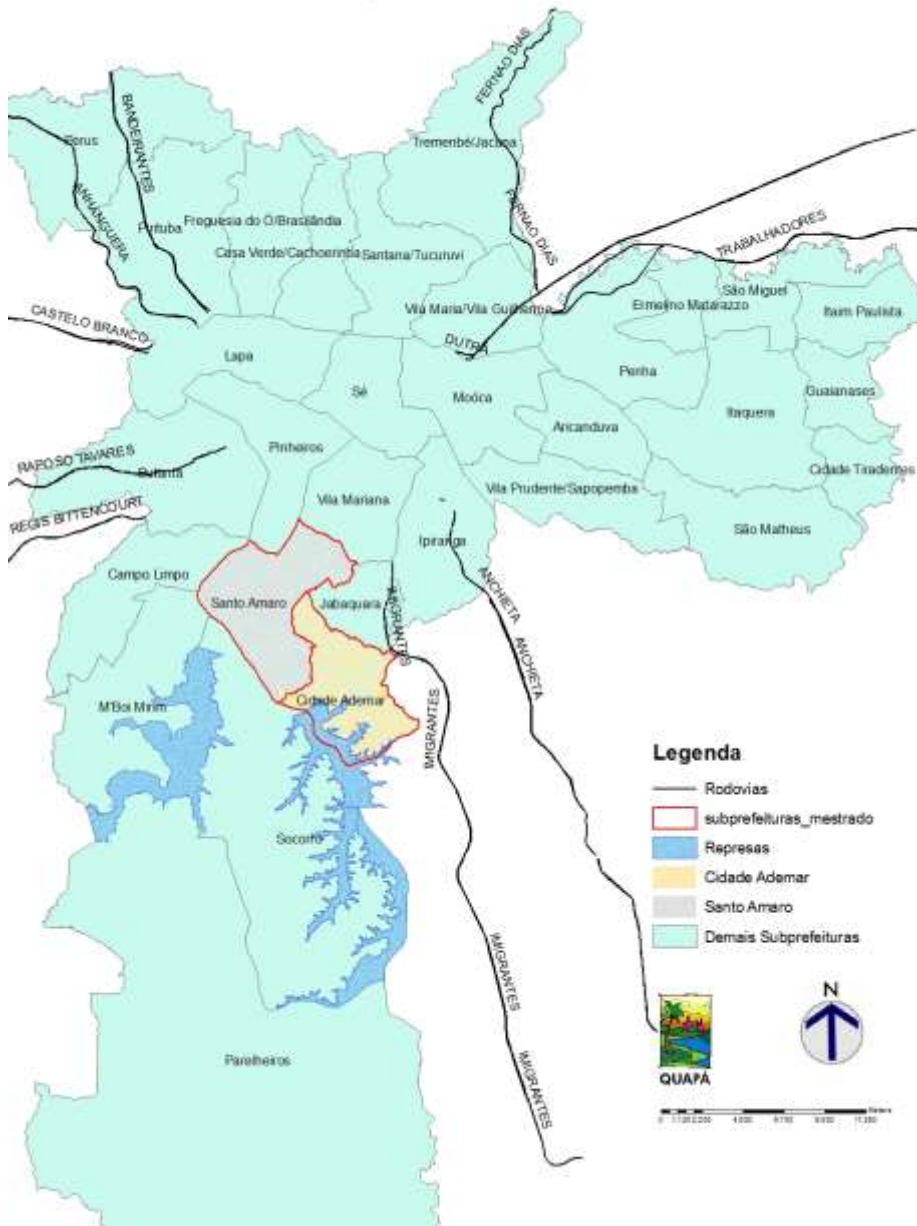 FERNAO DIAS
BANDEIRANTES
Perus
Tremenbé/Jaçana
ANHANGUERA
FERNAO DIAS
Freguesia do Ó/Brasilândia
Pirituba
TRABALHADORES
Casa Verde/Cachoeirinha
Santana/Tucuruvi
São Miguel
Ermelino Matarazzo
Vila Maria/Vila Guilherme
Itaim Paulista
CASTELO BRANCO
DUTRA
Lapa
Penha
Guaianases
Sé
Moóca
Itaquera
Aricanduva
Pinheiros
RAPOSO TAVARES
Butantã
Cidade Tiradentes
Vila Prudente/Sapopemba
Vila Mariana
REGIS BITTENCOURT
São Matheus
Ipiranga
Campo Limpo
ANCHIETA
Santo Amaro
Jabaquara
IMIGRANTES
ANCHIETA
Cidade Ademar
M'Boi Mirim
IMIGRANTES
Socorro
IMIGRANTES
Parelheiros
IMIGRANTES
Legenda
Rodovias
subprefeituras_mestrado
Represas
Cidade Ademar
Santo Amaro
Demais Subprefeituras
N
QUAPÁ